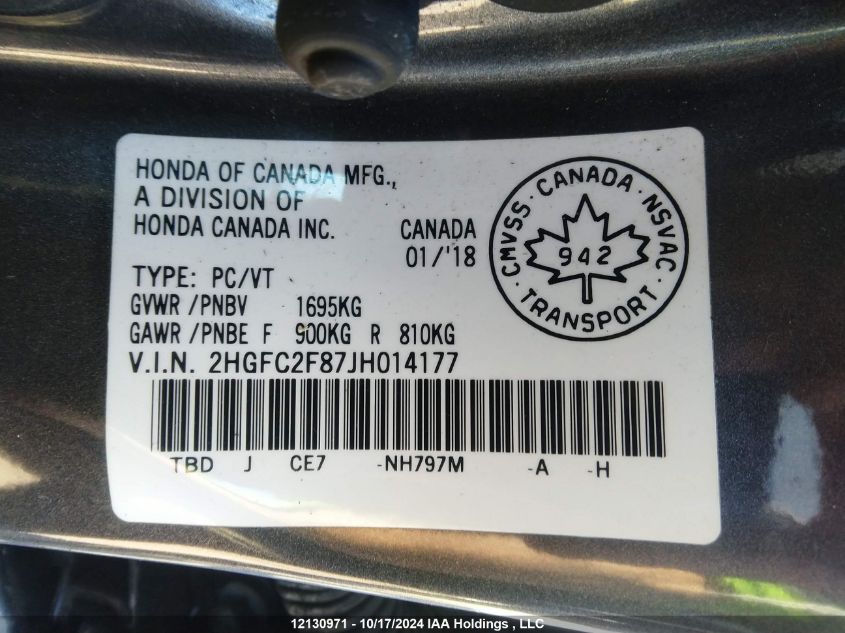 HONDA OF CANADA MFG.,
A DIVISION OF
HONDA CANADA INC. CANADA
01/'18
TYPE: PC/VT
GVWR /PNBV 1695KG
GAWR /PNBE F 900KG R 810KG
V.I.N. 2HGFC2F87JH014177
TBD J CE7 -NH797M -A -H
CMVSS · CANADA · NSVAC
942
TRANSPORT
12130971 - 10/17/2024 IAA Holdings , LLC